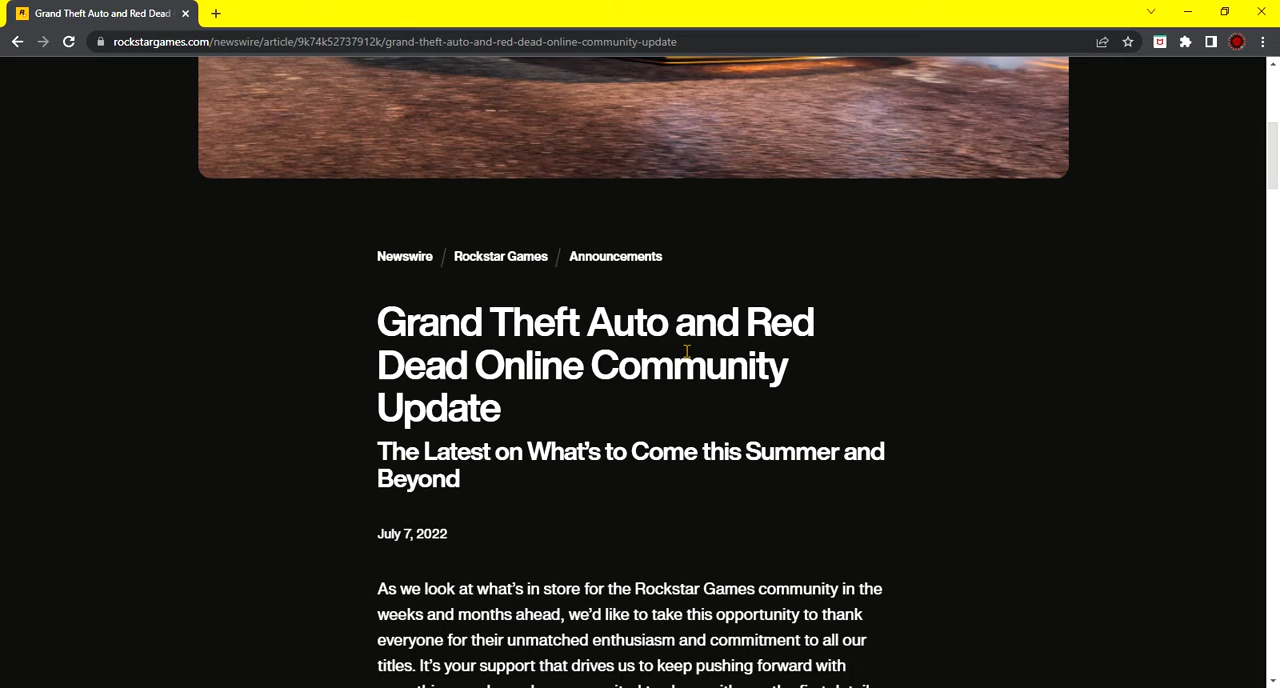 Grand Theft Auto and Red Dead
rockstargames.com/newswire/article/9k74k52737912k/grand-theft-auto-and-red-dead-online-community-update
Newswire / Rockstar Games / Announcements
Grand Theft Auto and Red
Dead Online Community
Update
The Latest on What's to Come this Summer and
Beyond
July 7, 2022
As we look at what's in store for the Rockstar Games community in the
weeks and months ahead, we'd like to take this opportunity to thank
everyone for their unmatched enthusiasm and commitment to all our
titles. It's your support that drives us to keep pushing forward with